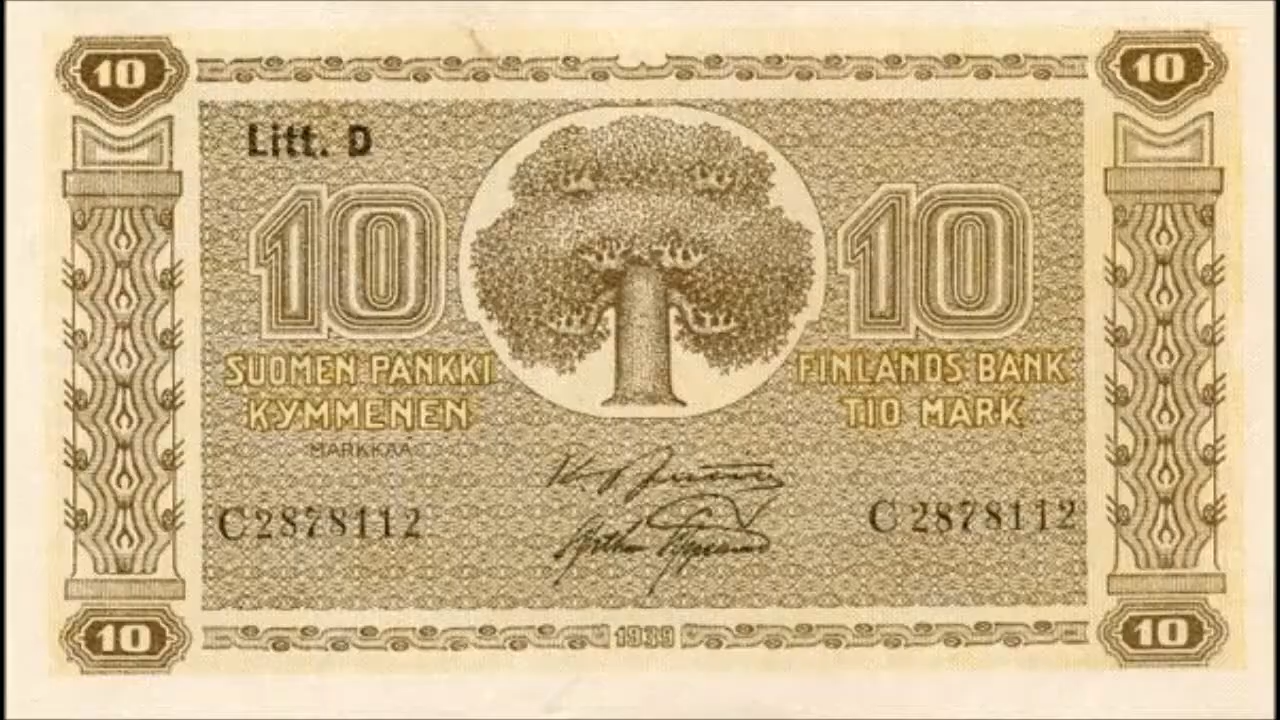 10 10
Litt. D
10 10
SUOMEN PANKKI FINLANDS BANK
KYMMENEN TIO MARK
MARKKAA
C2878112 C2878112
10 1939 10